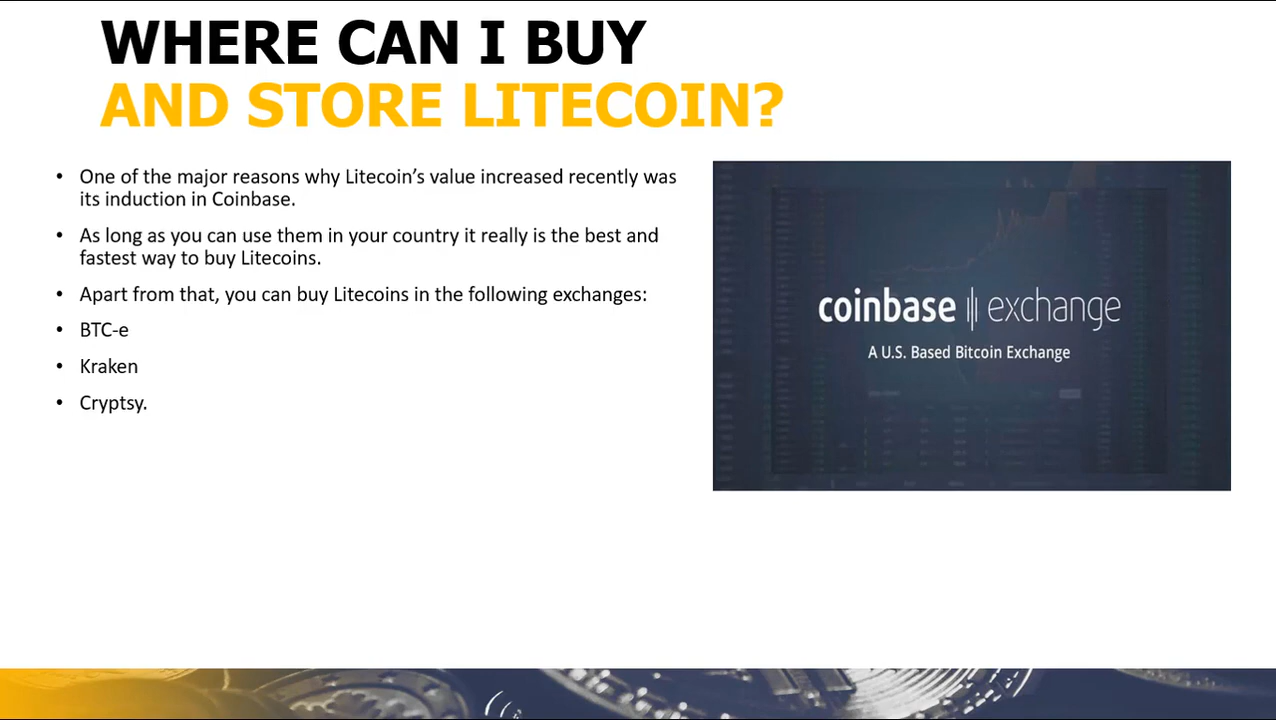 WHERE CAN I BUY
AND STORE LITECOIN?
• One of the major reasons why Litecoin’s value increased recently was
its induction in Coinbase.
• As long as you can use them in your country it really is the best and
fastest way to buy Litecoins.
• Apart from that, you can buy Litecoins in the following exchanges:
• BTC-e
• Kraken
• Cryptsy.
coinbase || exchange
A U.S. Based Bitcoin Exchange